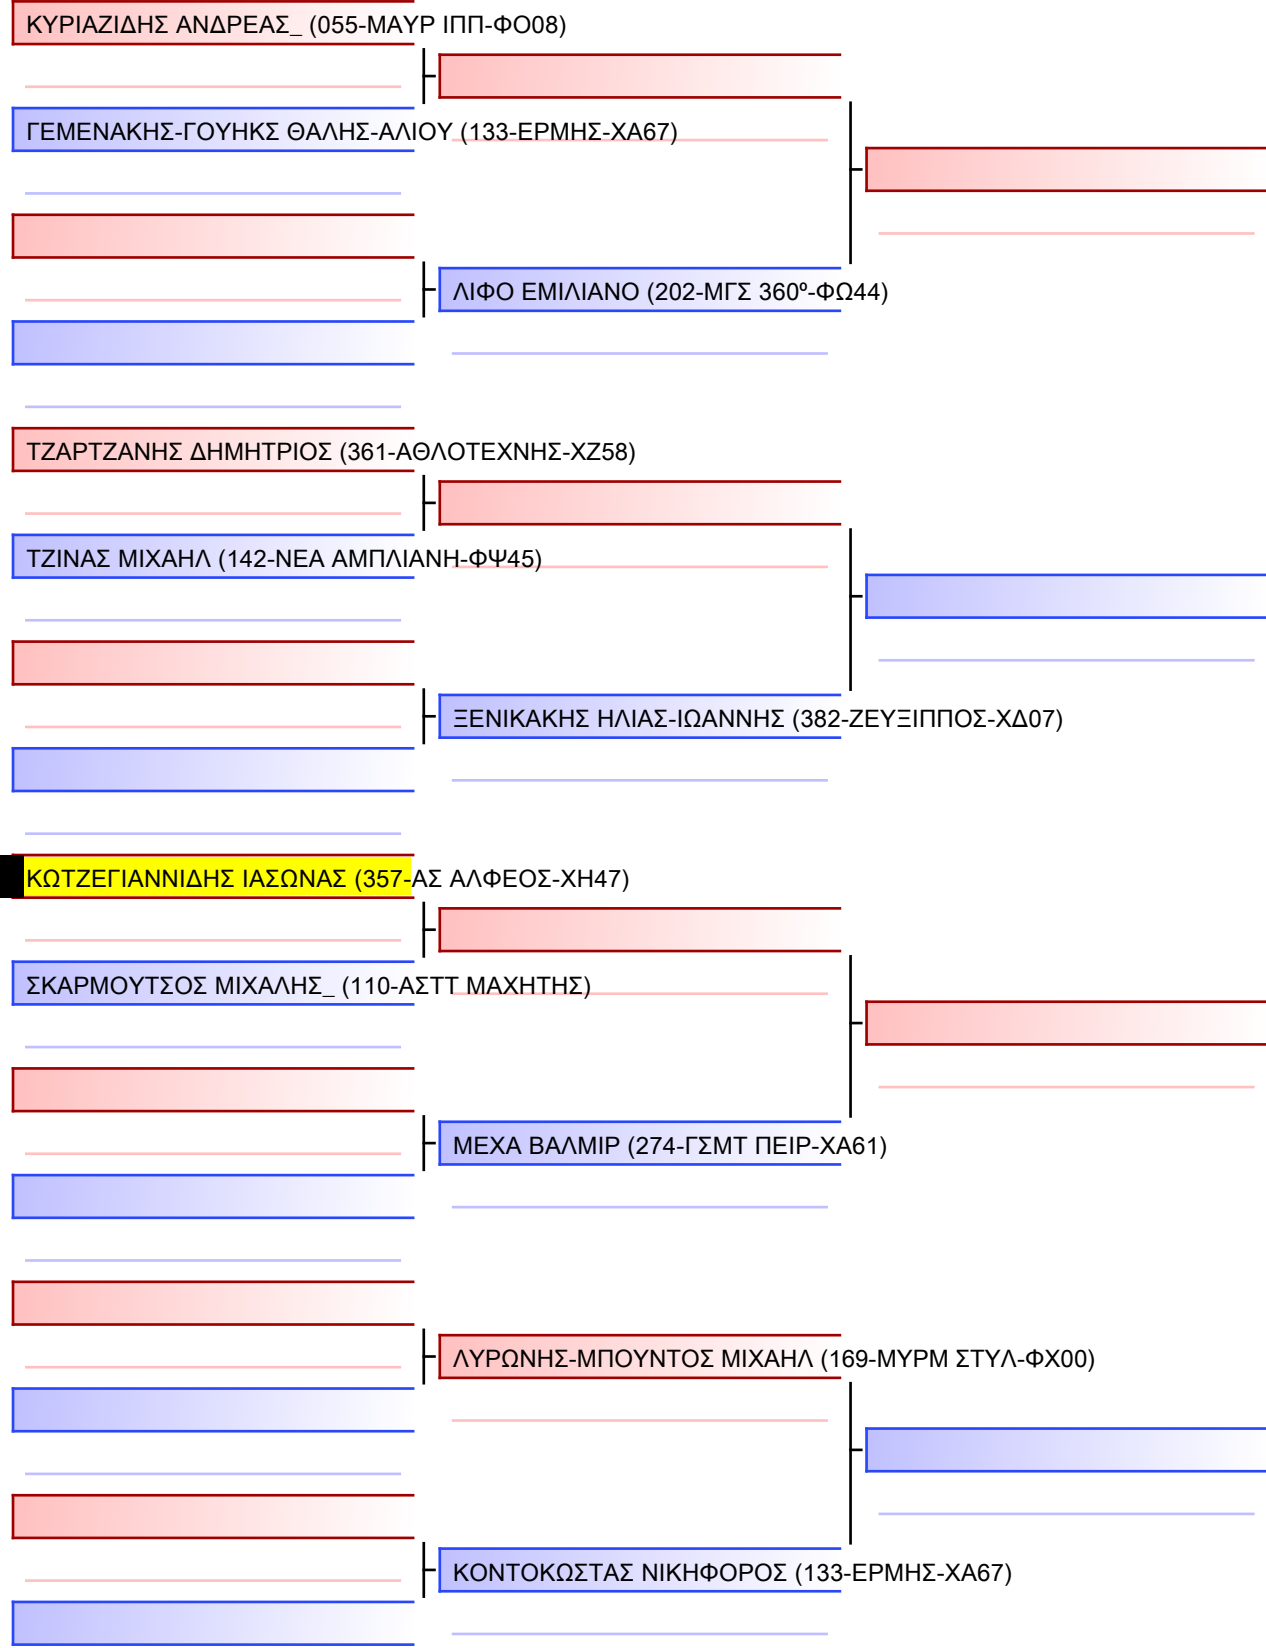 ΚΥΡΙΑΖΙΔΗΣ ΑΝΔΡΕΑΣ_ (055-ΜΑΥΡ ΙΠΠ-ΦΟ08)
ΓΕΜΕΝΑΚΗΣ-ΓΟΥΗΚΣ ΘΑΛΗΣ-ΑΛΙΟΥ (133-ΕΡΜΗΣ-ΧΑ67)
ΛΙΦΟ ΕΜΙΛΙΑΝΟ (202-ΜΓΣ 360º-ΦΩ44)
ΤΖΑΡΤΖΑΝΗΣ ΔΗΜΗΤΡΙΟΣ (361-ΑΘΛΟΤΕΧΝΗΣ-ΧΖ58)
ΤΖΙΝΑΣ ΜΙΧΑΗΛ (142-ΝΕΑ ΑΜΠΛΙΑΝΗ-ΦΨ45)
ΞΕΝΙΚΑΚΗΣ ΗΛΙΑΣ-ΙΩΑΝΝΗΣ (382-ΖΕΥΞΙΠΠΟΣ-ΧΔ07)
ΚΩΤΖΕΓΙΑΝΝΙΔΗΣ ΙΑΣΩΝΑΣ (357-ΑΣ ΑΛΦΕΟΣ-ΧΗ47)
ΣΚΑΡΜΟΥΤΣΟΣ ΜΙΧΑΛΗΣ_ (110-ΑΣΤΤ ΜΑΧΗΤΗΣ)
ΜΕΧΑ ΒΑΛΜΙΡ (274-ΓΣΜΤ ΠΕΙΡ-ΧΑ61)
ΛΥΡΩΝΗΣ-ΜΠΟΥΝΤΟΣ ΜΙΧΑΗΛ (169-ΜΥΡΜ ΣΤΥΛ-ΦΧ00)
ΚΟΝΤΟΚΩΣΤΑΣ ΝΙΚΗΦΟΡΟΣ (133-ΕΡΜΗΣ-ΧΑ67)